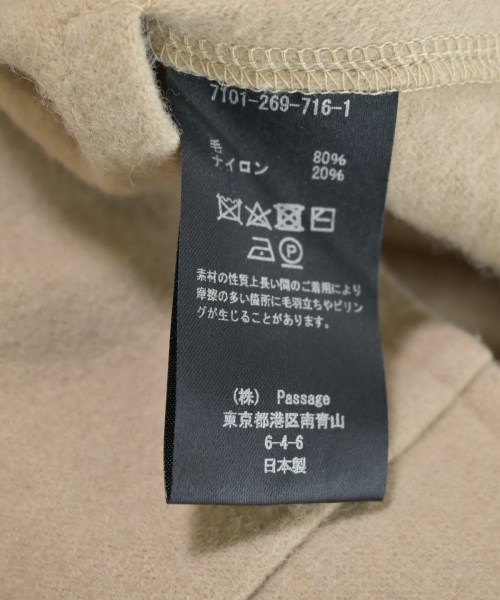 7101-269-716-1
毛 80%
ナイロン 20%
P
素材の性質上長い間のご着用により
摩擦の多い箇所に毛羽立ちやピリン
グが生じることがあります。
(株) Passage
東京都港区南青山
6-4-6
日本製